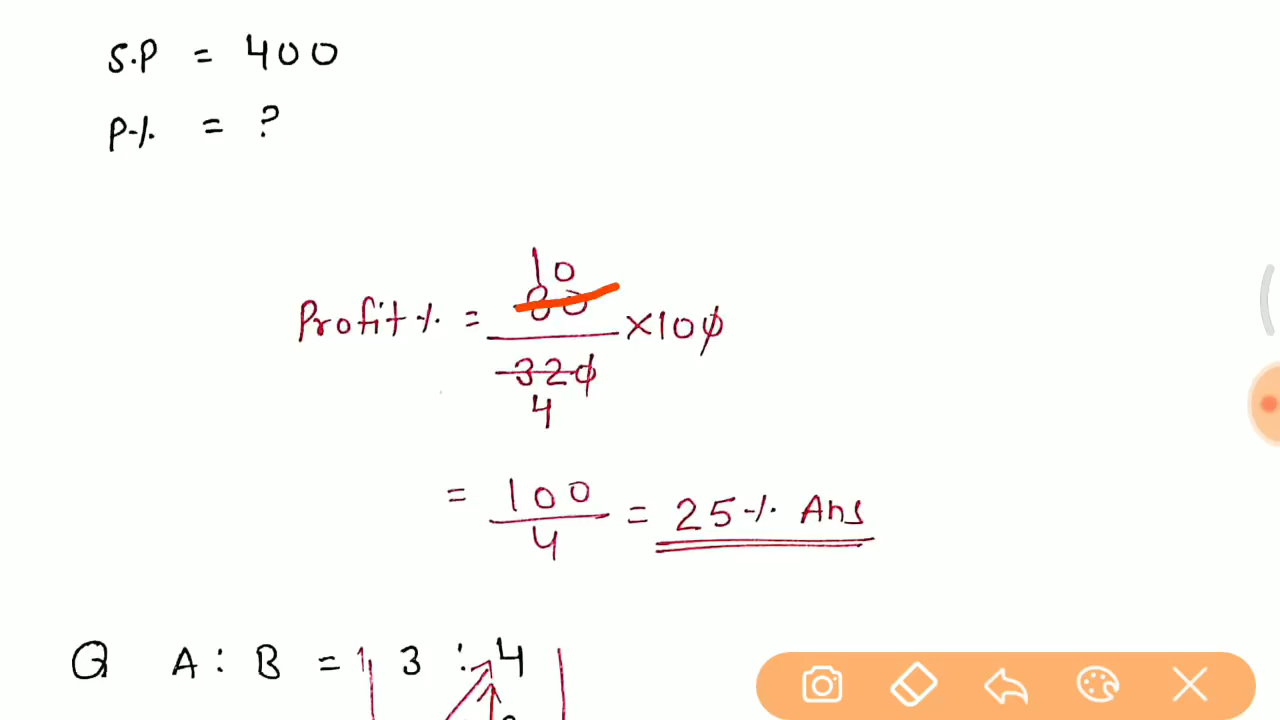 S.P = 400
P% = ?
10
Profit% = 80/320 × 100
4
= 100/4 = 25% Ans
Q A : B = 3 : 4